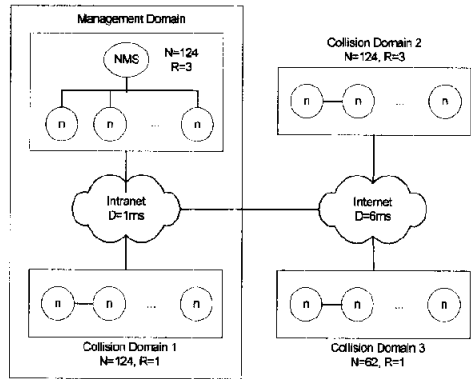 Management Domain
NMS
N=124
R=3
n
n
...
n
Collision Domain 2
N=124, R=3
n
n
...
n
Intranet
D=1ms
Internet
D=6ms
n
n
...
n
Collision Domain 1
N=124, R=1
n
n
...
n
Collision Domain 3
N=62, R=1